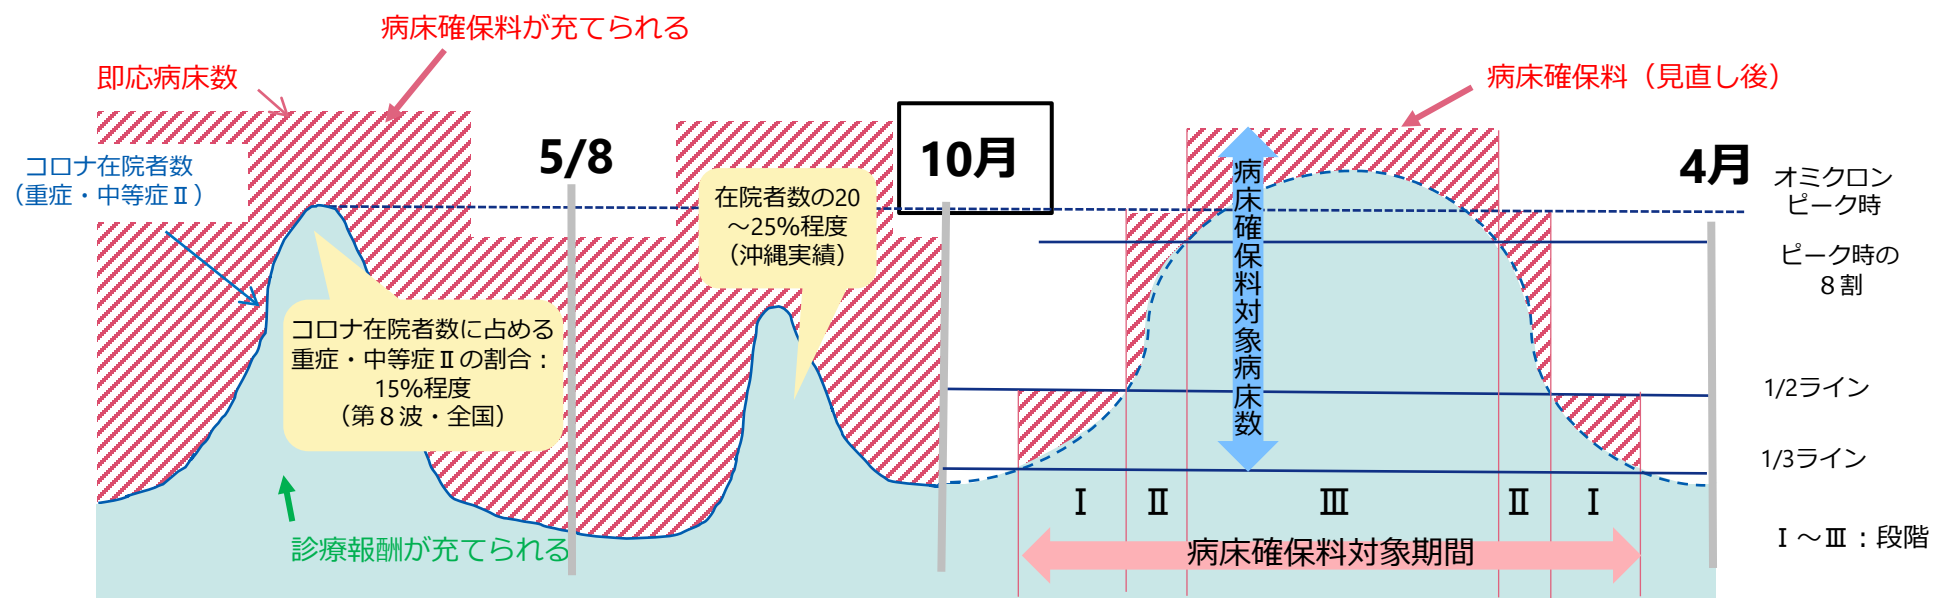 病床確保料が充てられる
即応病床数
病床確保料（見直し後）
5/8
10月
4月
コロナ在院者数
（重症・中等症Ⅱ）
在院者数の20
～25%程度
（沖縄実績）
病床確保料対象病床数
オミクロン
ピーク時
ピーク時の
８割
コロナ在院者数に占める
重症・中等症Ⅱの割合：
15%程度
（第８波・全国）
1/2ライン
1/3ライン
Ⅰ
Ⅱ
Ⅲ
Ⅱ
Ⅰ
診療報酬が充てられる
病床確保料対象期間
Ⅰ～Ⅲ：段階